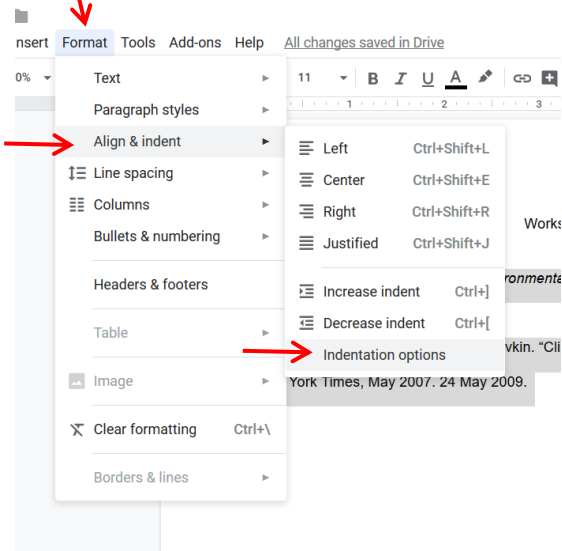 nsert Format Tools Add-ons Help All changes saved in Drive
0% 11 B I U A
1 2 3
Text
Paragraph styles
Align & indent
Line spacing
Columns
Bullets & numbering
Headers & footers
Table
Image
Clear formatting Ctrl+\
Borders & lines
Left Ctrl+Shift+L
Center Ctrl+Shift+E
Right Ctrl+Shift+R
Justified Ctrl+Shift+J
Increase indent Ctrl+]
Decrease indent Ctrl+[
Indentation options
Works
ronmenta
vkin. “Cli
York Times, May 2007. 24 May 2009.